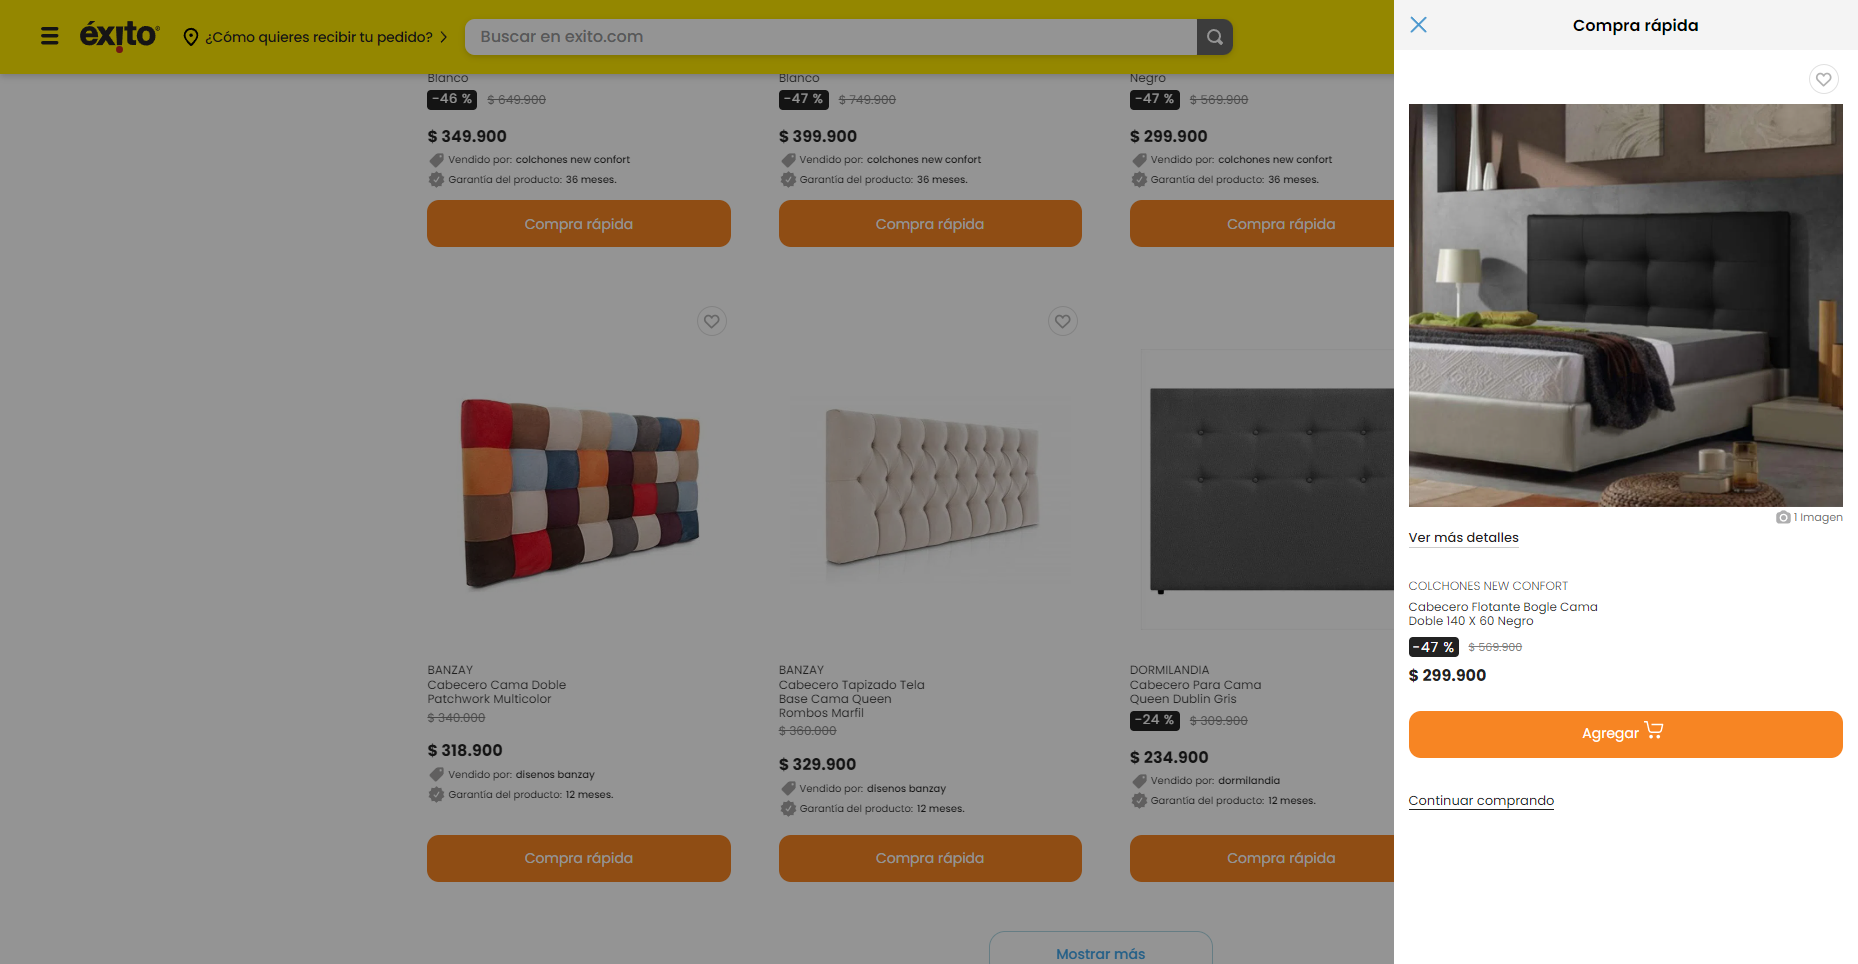 éxito
¿Cómo quieres recibir tu pedido?
Buscar en exito.com
Blanco
-46 % $ 649.900
$ 349.900
Vendido por: colchones new confort
Garantía del producto: 36 meses.
Compra rápida
Blanco
-47 % $ 749.900
$ 399.900
Vendido por: colchones new confort
Garantía del producto: 36 meses.
Compra rápida
Negro
-47 % $ 569.900
$ 299.900
Vendido por: colchones new confort
Garantía del producto: 36 meses.
Compra rápida
BANZAY
Cabecero Cama Doble
Patchwork Multicolor
$ 340.000
$ 318.900
Vendido por: disenos banzay
Garantía del producto: 12 meses.
Compra rápida
BANZAY
Cabecero Tapizado Tela
Base Cama Queen
Rombos Marfil
$ 360.000
$ 329.900
Vendido por: disenos banzay
Garantía del producto: 12 meses.
Compra rápida
DORMILANDIA
Cabecero Para Cama
Queen Dublin Gris
-24 % $ 309.900
$ 234.900
Vendido por: dormilandia
Garantía del producto: 12 meses.
Compra rápida
Mostrar más
Compra rápida
1 Imagen
Ver más detalles
COLCHONES NEW CONFORT
Cabecero Flotante Bogle Cama
Doble 140 X 60 Negro
-47 % $ 569.900
$ 299.900
Agregar
Continuar comprando